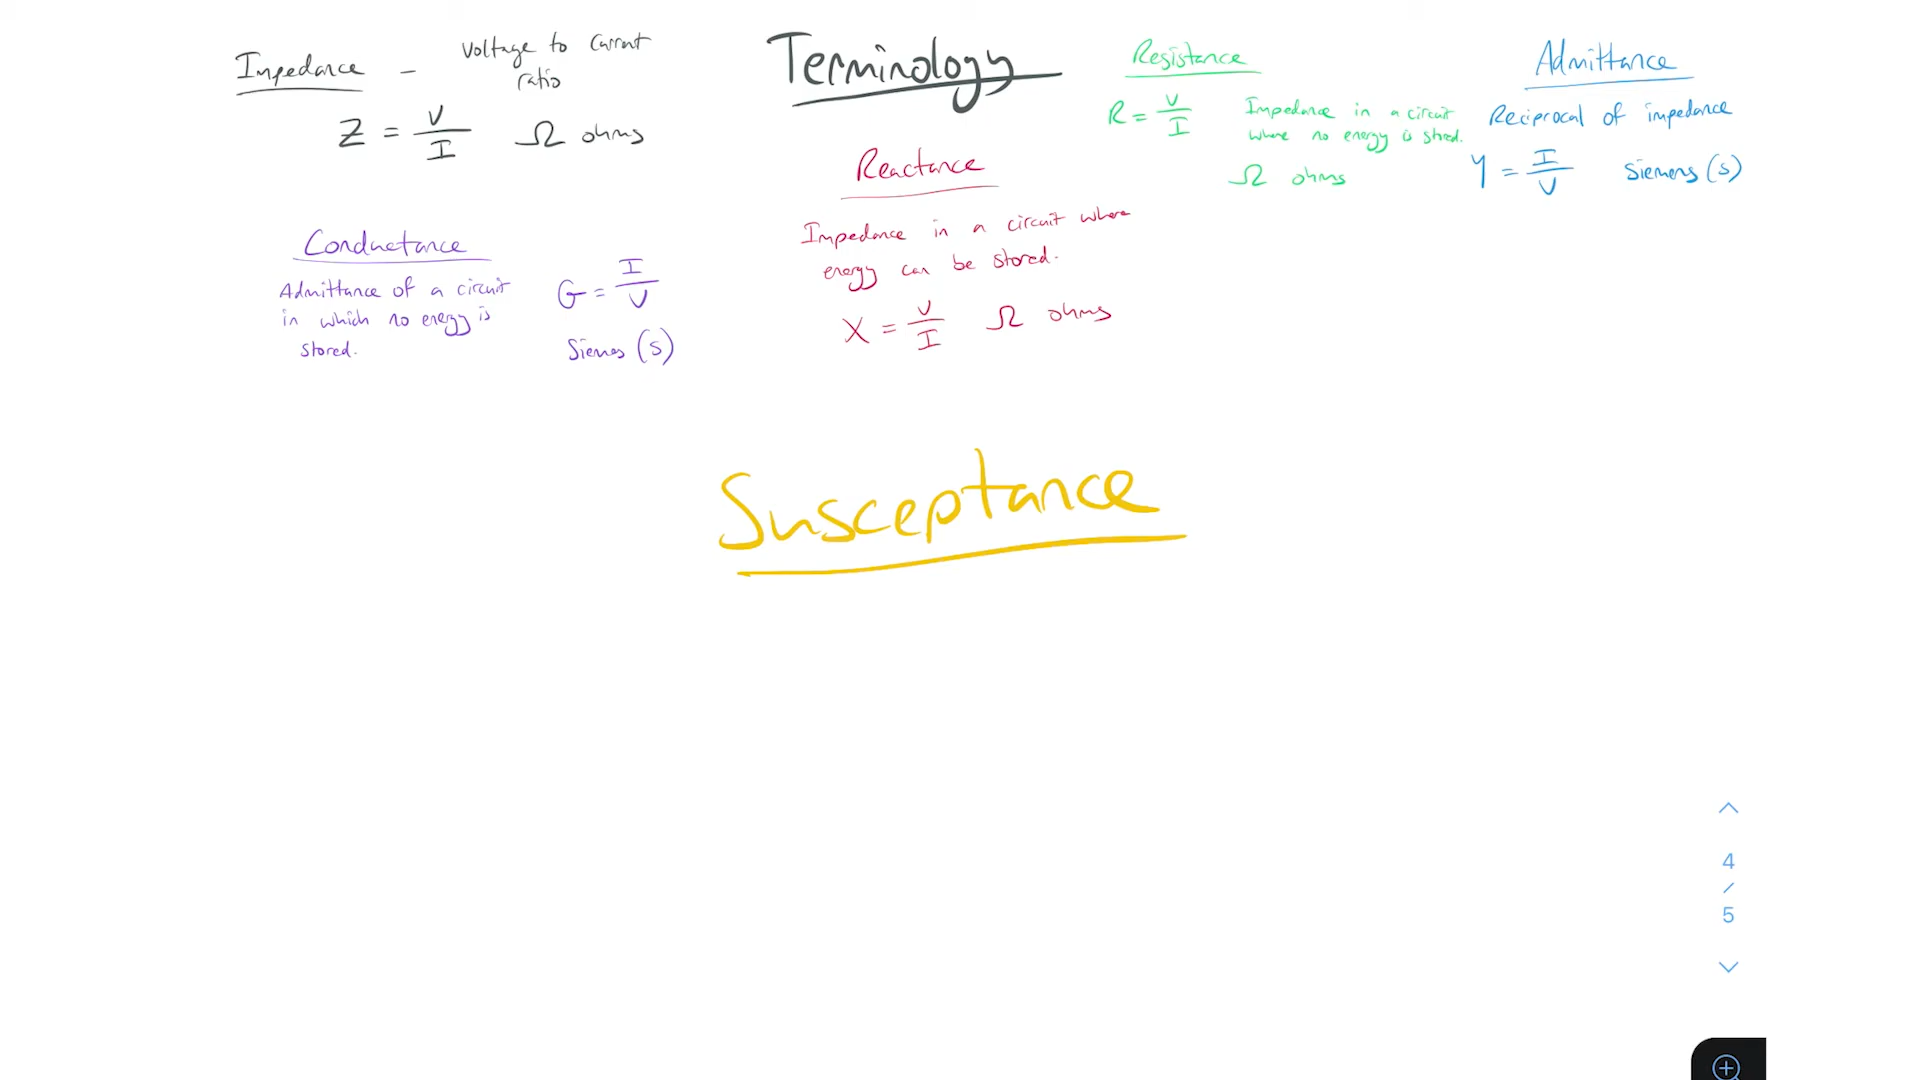 Terminology
Impedance - Voltage to Current
ratio
Z = V/I Ω ohms
Resistance
R = V/I
Impedance in a circuit
where no energy is stored.
Ω ohms
Admittance
Reciprocal of impedance
Y = I/V Siemens (S)
Conductance
Admittance of a circuit
in which no energy is
stored.
G = I/V
Siemes (S)
Reactance
Impedance in a circuit where
energy can be stored.
X = V/I Ω ohms
Susceptance
4
/
5